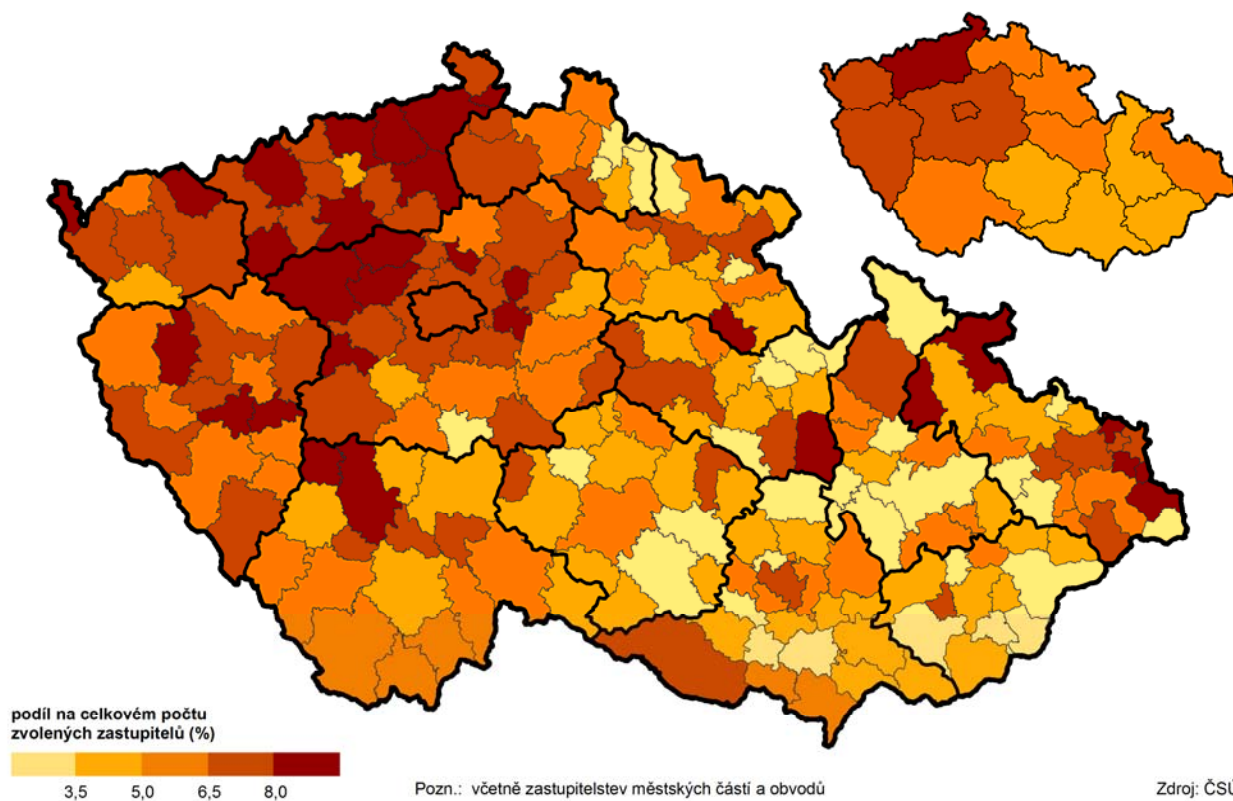 podíl na celkovém počtu
zvolených zastupitelů (%)
3,5 5,0 6,5 8,0
Pozn.: včetně zastupitelstev městských částí a obvodů
Zdroj: ČSÚ